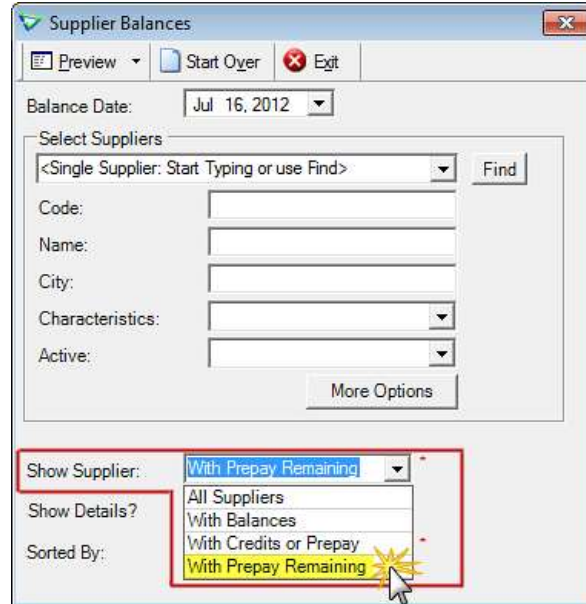 Supplier Balances
Preview Start Over Exit
Balance Date: Jul 16, 2012
Select Suppliers
<Single Supplier: Start Typing or use Find> Find
Code:
Name:
City:
Characteristics:
Active:
More Options
Show Supplier: With Prepay Remaining *
All Suppliers
Show Details?
With Balances
With Credits or Prepay *
Sorted By:
With Prepay Remaining